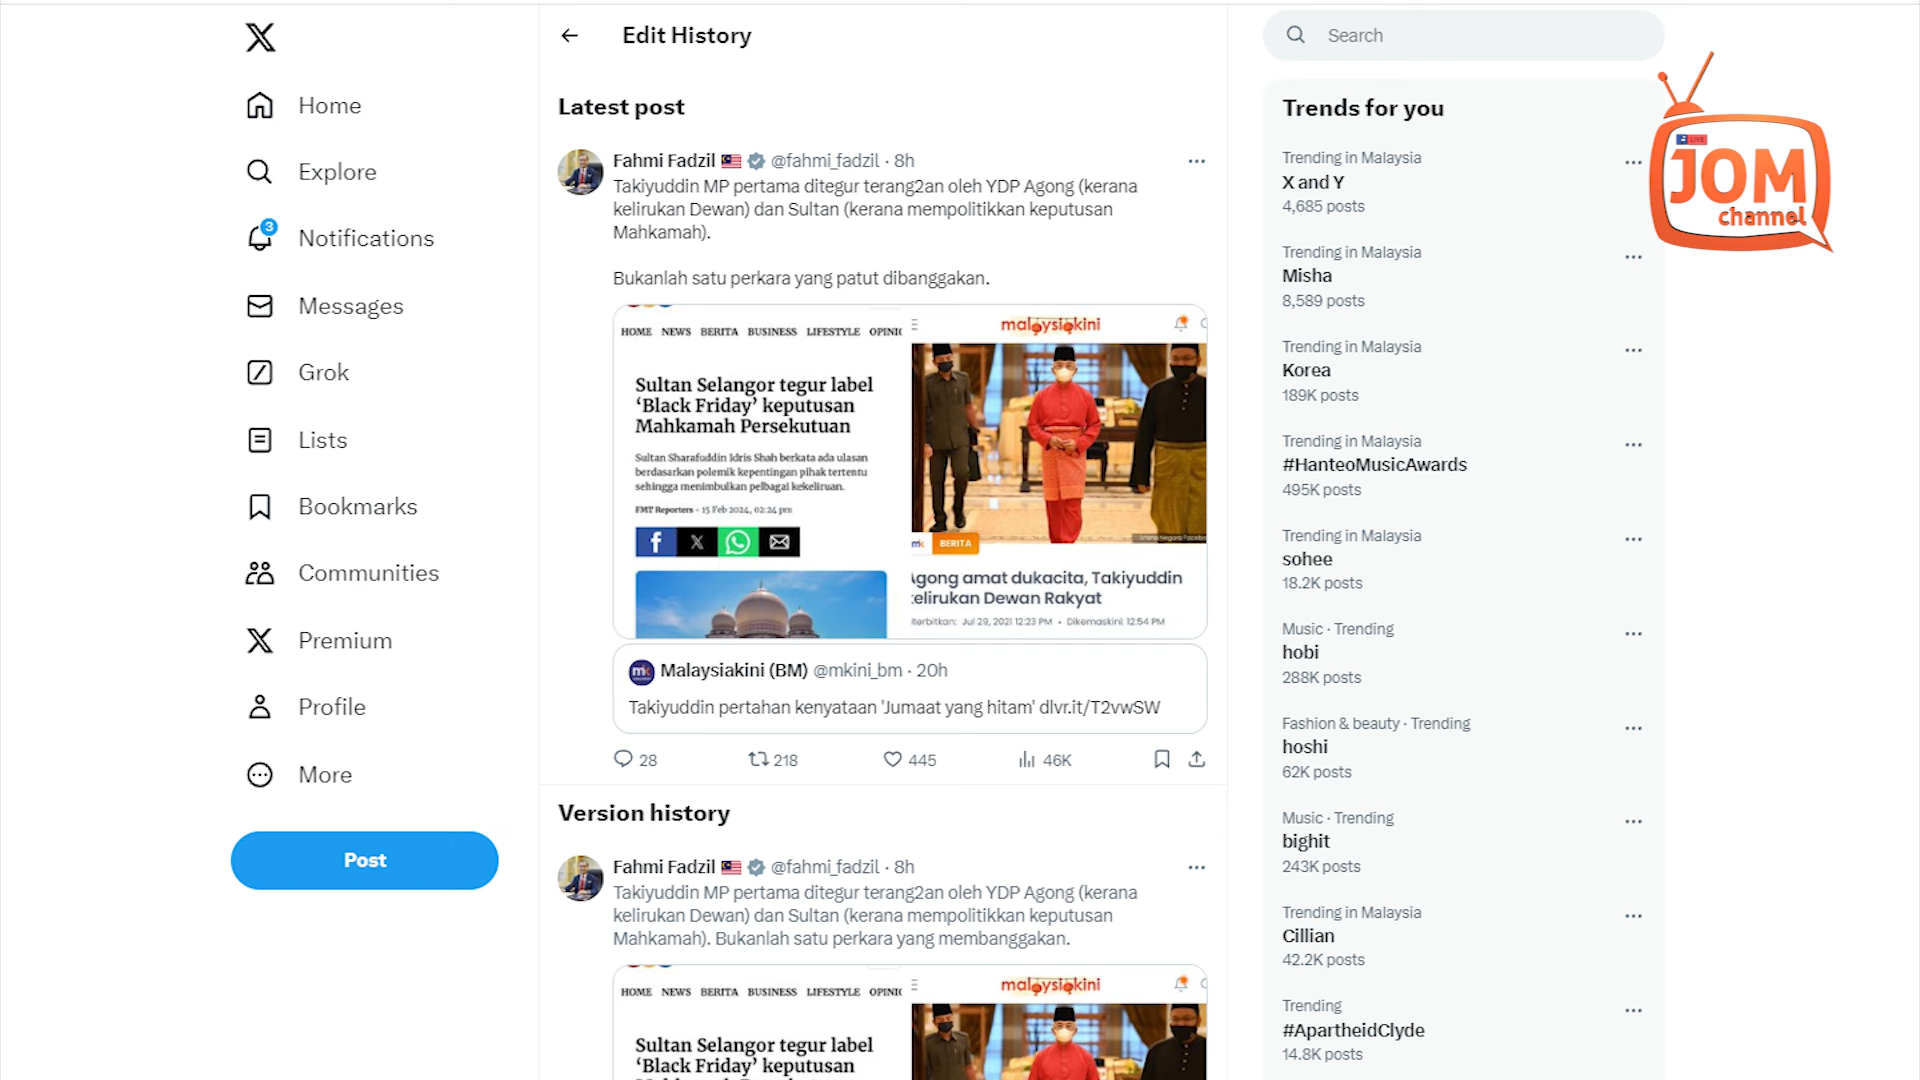 Home
Explore
3
Notifications
Messages
Grok
Lists
Bookmarks
Communities
Premium
Profile
More
Post
Edit History
Latest post
Fahmi Fadzil @fahmi_fadzil · 8h
Takiyuddin MP pertama ditegur terang2an oleh YDP Agong (kerana
kelirukan Dewan) dan Sultan (kerana mempolitikkan keputusan
Mahkamah).
Bukanlah satu perkara yang patut dibanggakan.
HOME NEWS BERITA BUSINESS LIFESTYLE
Sultan Selangor tegur label
‘Black Friday’ keputusan
Mahkamah Persekutuan
Sultan Sharafuddin Idris Shah berkata ada ulasan
berdasarkan polemik kepentingan pihak tertentu
sehingga menimbulkan pelbagai kekeliruan.
FMT Reporters - 15 Feb 2024, 02:24 pm
malaysiakini
mk BERITA
Agong amat dukacita, Takiyuddin
kelirukan Dewan Rakyat
Jul 29, 2021 12:23 PM • Dikemaskini: 12:54 PM
mk Malaysiakini (BM) @mkini_bm · 20h
Takiyuddin pertahan kenyataan 'Jumaat yang hitam' dlvr.it/T2vwSW
28 218 445 46K
Version history
Fahmi Fadzil @fahmi_fadzil · 8h
Takiyuddin MP pertama ditegur terang2an oleh YDP Agong (kerana
kelirukan Dewan) dan Sultan (kerana mempolitikkan keputusan
Mahkamah). Bukanlah satu perkara yang membanggakan.
HOME NEWS BERITA BUSINESS LIFESTYLE
Sultan Selangor tegur label
‘Black Friday’ keputusan
malaysiakini
Search
Trends for you
Trending in Malaysia
X and Y
4,685 posts
Trending in Malaysia
Misha
8,589 posts
Trending in Malaysia
Korea
189K posts
Trending in Malaysia
#HanteoMusicAwards
495K posts
Trending in Malaysia
sohee
18.2K posts
Music · Trending
hobi
288K posts
Fashion & beauty · Trending
hoshi
62K posts
Music · Trending
bighit
243K posts
Trending in Malaysia
Cillian
42.2K posts
Trending
#ApartheidClyde
14.8K posts
LIVE
JOM
channel